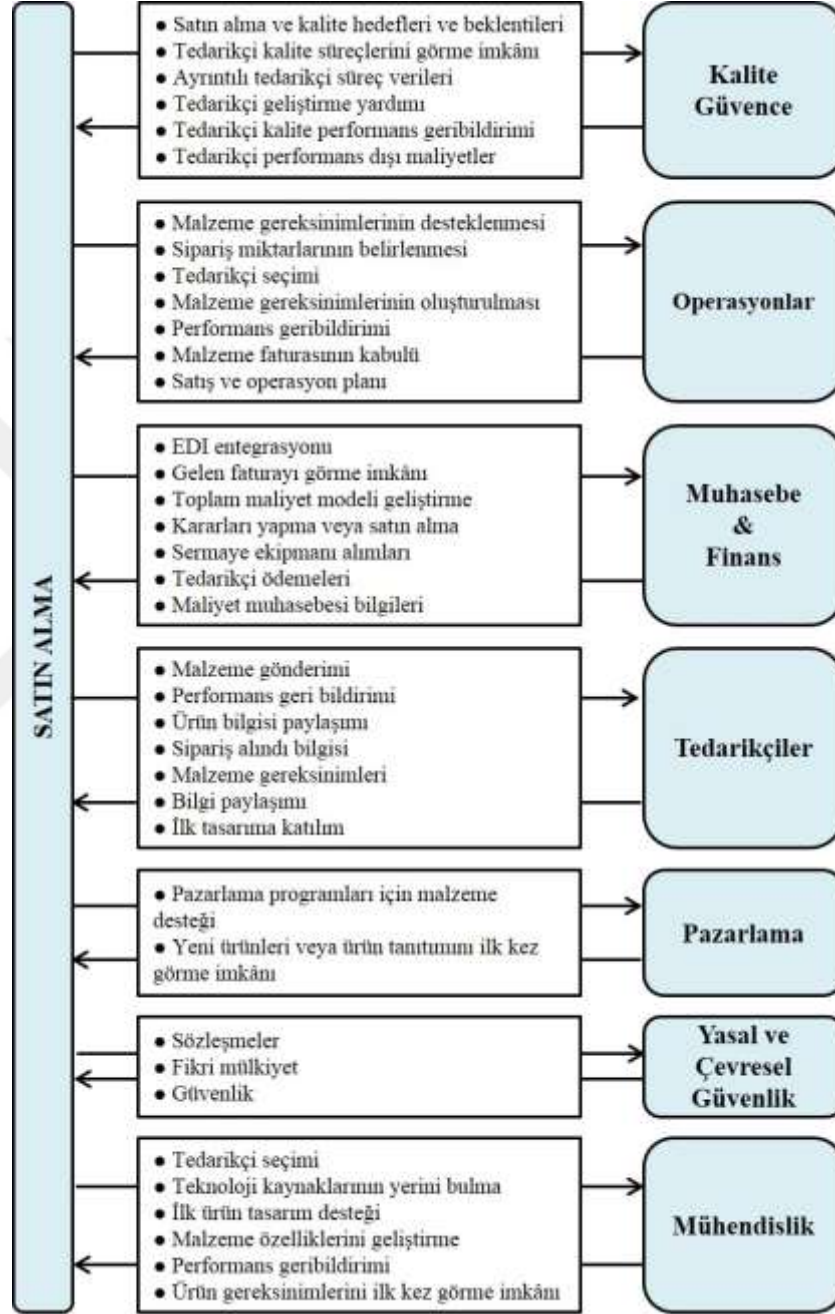 SATIN ALMA
● Satın alma ve kalite hedefleri ve beklentileri
● Tedarikçi kalite süreçlerini görme imkânı
● Ayrıntılı tedarikçi süreç verileri
● Tedarikçi geliştirme yardımı
● Tedarikçi kalite performans geribildirimi
● Tedarikçi performans dışı maliyetler
Kalite
Güvence
● Malzeme gereksinimlerinin desteklenmesi
● Sipariş miktarlarının belirlenmesi
● Tedarikçi seçimi
● Malzeme gereksinimlerinin oluşturulması
● Performans geribildirimi
● Malzeme faturasının kabulü
● Satış ve operasyon planı
Operasyonlar
● EDI entegrasyonu
● Gelen faturayı görme imkânı
● Toplam maliyet modeli geliştirme
● Kararları yapma veya satın alma
● Sermaye ekipmanı alımları
● Tedarikçi ödemeleri
● Maliyet muhasebesi bilgileri
Muhasebe
&
Finans
● Malzeme gönderimi
● Performans geri bildirimi
● Ürün bilgisi paylaşımı
● Sipariş alındı bilgisi
● Malzeme gereksinimleri
● Bilgi paylaşımı
● İlk tasarıma katılım
Tedarikçiler
● Pazarlama programları için malzeme
desteği
● Yeni ürünleri veya ürün tanıtımını ilk kez
görme imkânı
Pazarlama
● Sözleşmeler
● Fikri mülkiyet
● Güvenlik
Yasal ve
Çevresel
Güvenlik
● Tedarikçi seçimi
● Teknoloji kaynaklarının yerini bulma
● İlk ürün tasarım desteği
● Malzeme özelliklerini geliştirme
● Performans geribildirimi
● Ürün gereksinimlerini ilk kez görme imkânı
Mühendislik